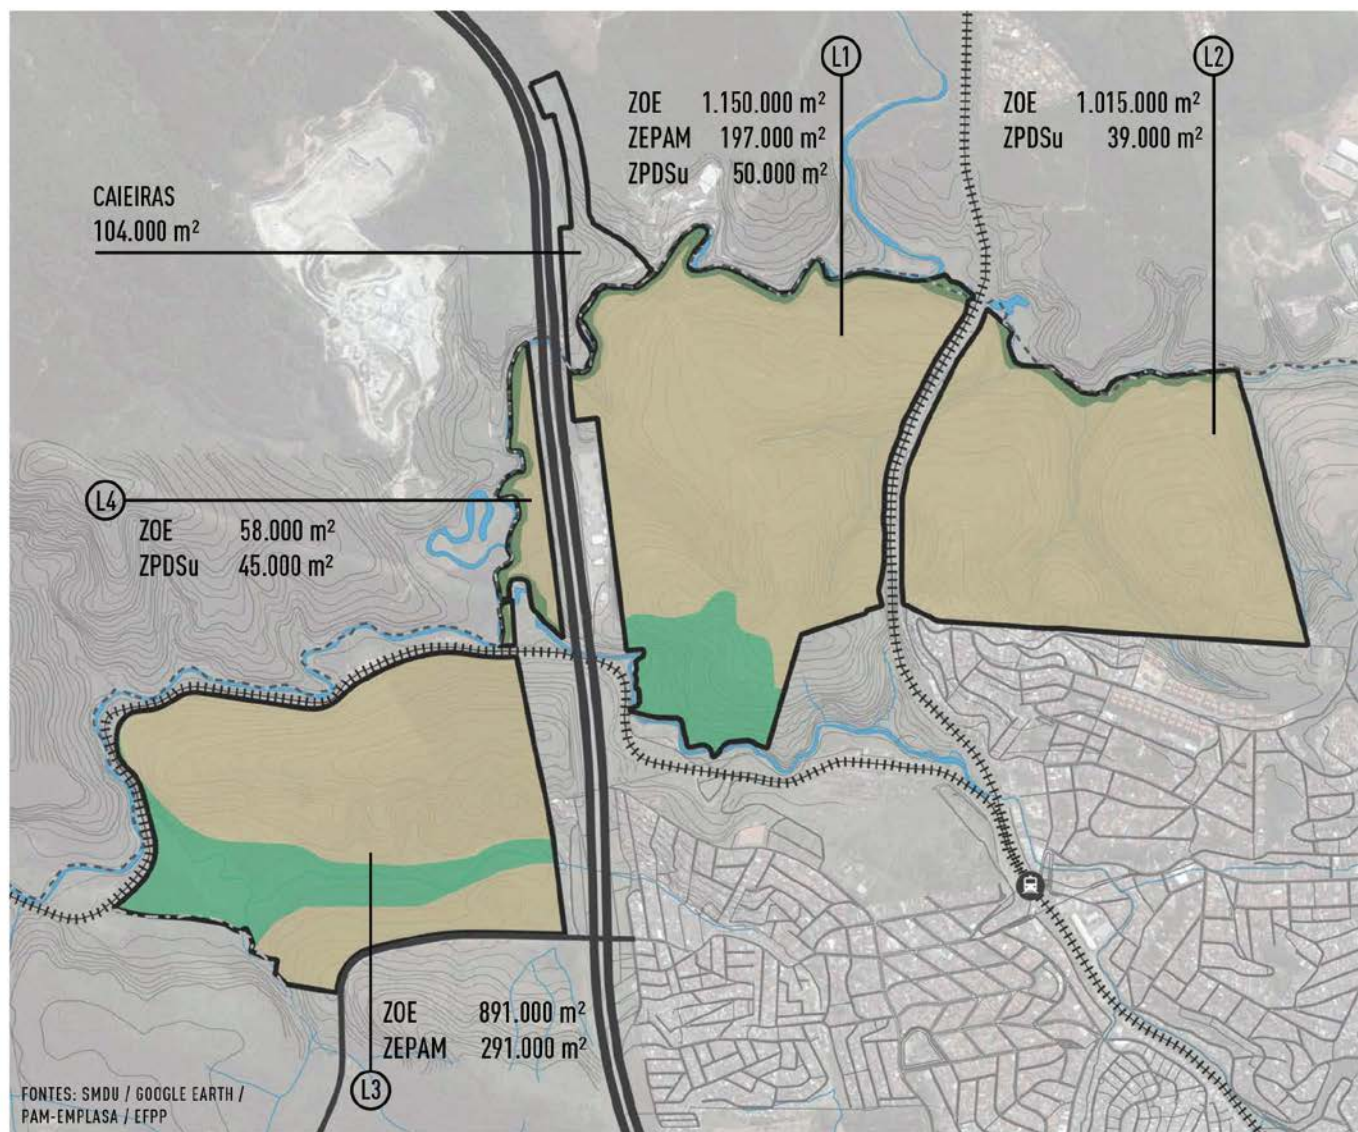 L1
ZOE 1.150.000 m²
ZEPAM 197.000 m²
ZPDSu 50.000 m²
L2
ZOE 1.015.000 m²
ZPDSu 39.000 m²
CAIEIRAS
104.000 m²
L4
ZOE 58.000 m²
ZPDSu 45.000 m²
ZOE 891.000 m²
ZEPAM 291.000 m²
L3
FONTES: SMDU / GOOGLE EARTH /
PAM-EMPLASA / EFPP